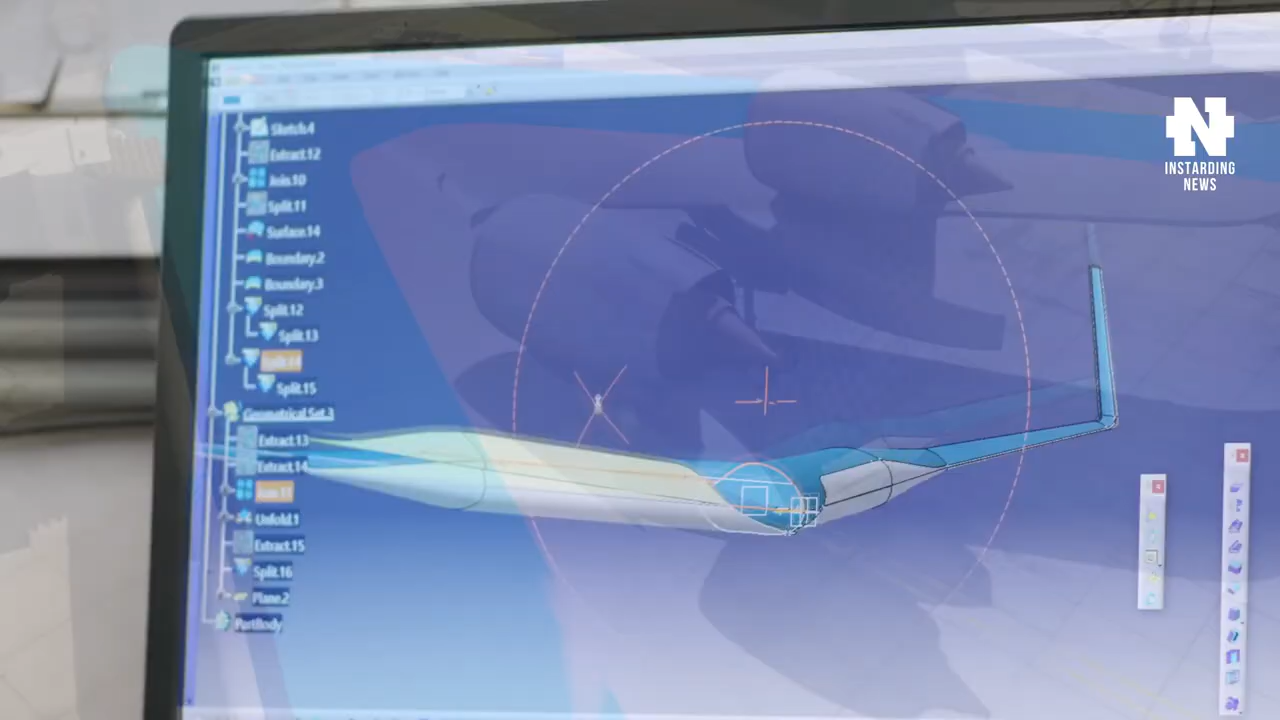 Sketch.4
Extract.12
Join.10
Split.11
Surface.14
Boundary.2
Boundary.3
Split.12
Split.13
Split.15
Geometrical Set.3
Extract.13
Extract.14
Unfold.1
Extract.15
Split.16
Plane.2
PartBody
INSTARDING
NEWS